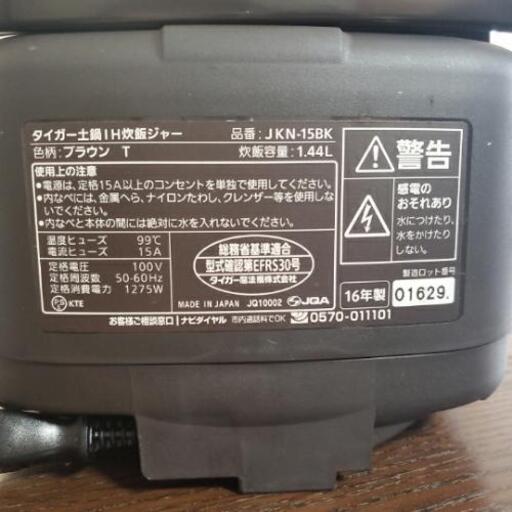 タイガー土鍋IH炊飯ジャー 品番:JKN-15BK
色柄:ブラウン T 炊飯容量:1.44L
使用上の注意
•電源は、定格15A以上のコンセントを単独で使用してください。
•内なべには、金属へら、ナイロンたわし、クレンザー等を使用しないでください。
•内なべと本体の間には絶対に水を入れないでください。
温度ヒューズ 99℃
電流ヒューズ 15A
定格電圧 100V
定格周波数 50-60Hz
定格消費電力 1275W
PS E KTE
総務省基準適合
型式確認第EFRS30号
タイガー魔法瓶株式会社
MADE IN JAPAN JQ10002 JQA
お客様ご相談窓口 ナビダイヤル 市内通話料でOK 0570-011101
警告
感電の
おそれあり
水につけたり、
水をかけたり
しない
製造ロット番号
16年製 01629.